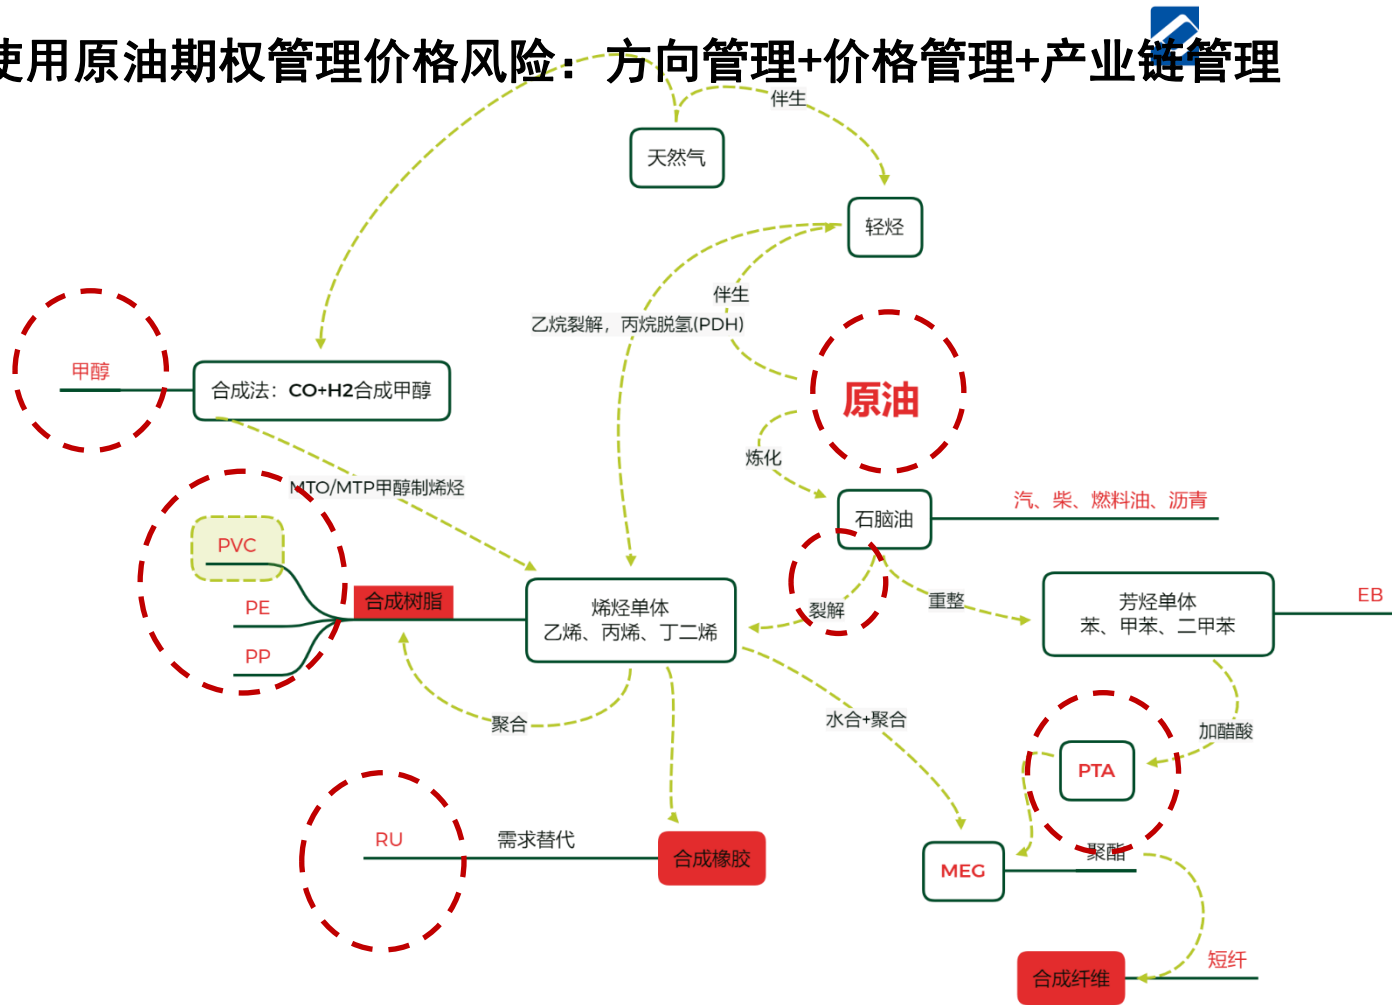 使用原油期权管理价格风险：方向管理+价格管理+产业链管理
伴生
天然气
轻烃
伴生
乙烷裂解，丙烷脱氢(PDH)
甲醇
合成法：CO+H2合成甲醇
原油
炼化
MTO/MTP甲醇制烯烃
石脑油
汽、柴、燃料油、沥青
PVC
PE
PP
合成树脂
烯烃单体
乙烯、丙烯、丁二烯
裂解
重整
芳烃单体
苯、甲苯、二甲苯
EB
聚合
水合+聚合
加醋酸
PTA
RU
需求替代
合成橡胶
MEG
聚酯
合成纤维
短纤